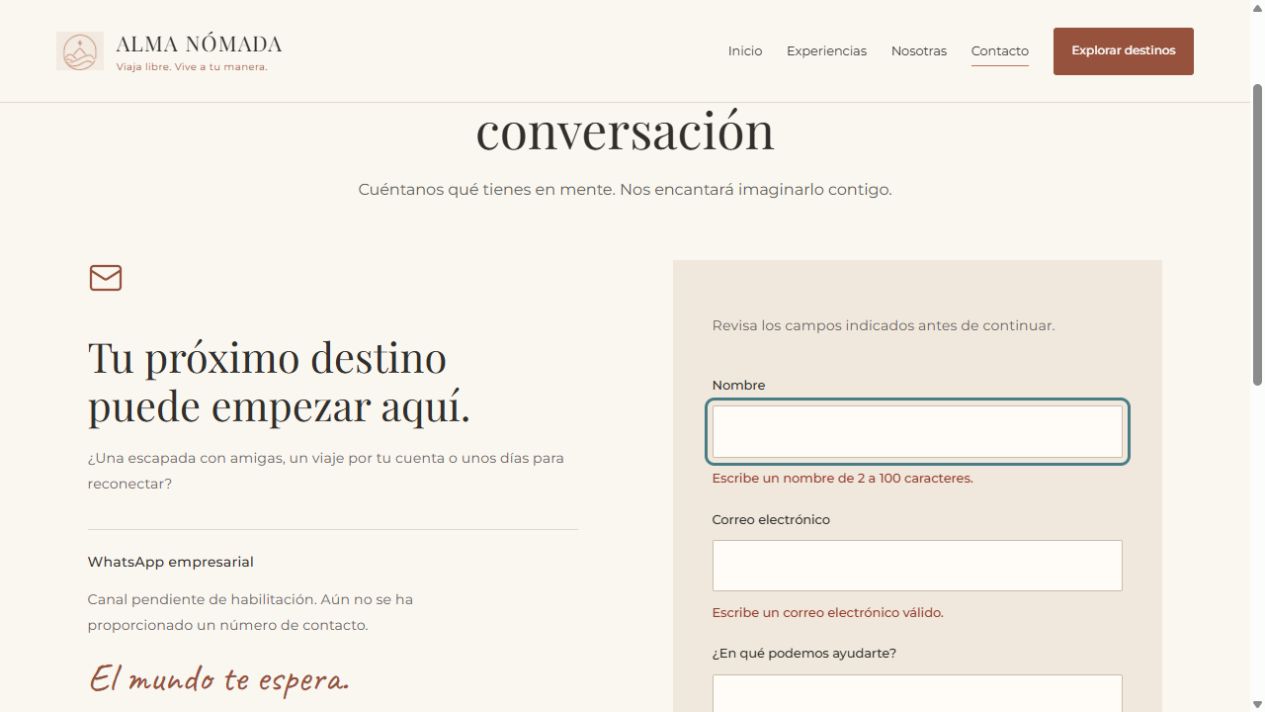 ALMA NÓMADA
Viaja libre. Vive a tu manera.
Inicio
Experiencias
Nosotras
Contacto
Explorar destinos
conversación
Cuéntanos qué tienes en mente. Nos encantará imaginarlo contigo.
Tu próximo destino
puede empezar aquí.
¿Una escapada con amigas, un viaje por tu cuenta o unos días para
reconectar?
WhatsApp empresarial
Canal pendiente de habilitación. Aún no se ha
proporcionado un número de contacto.
El mundo te espera.
Revisa los campos indicados antes de continuar.
Nombre
Escribe un nombre de 2 a 100 caracteres.
Correo electrónico
Escribe un correo electrónico válido.
¿En qué podemos ayudarte?